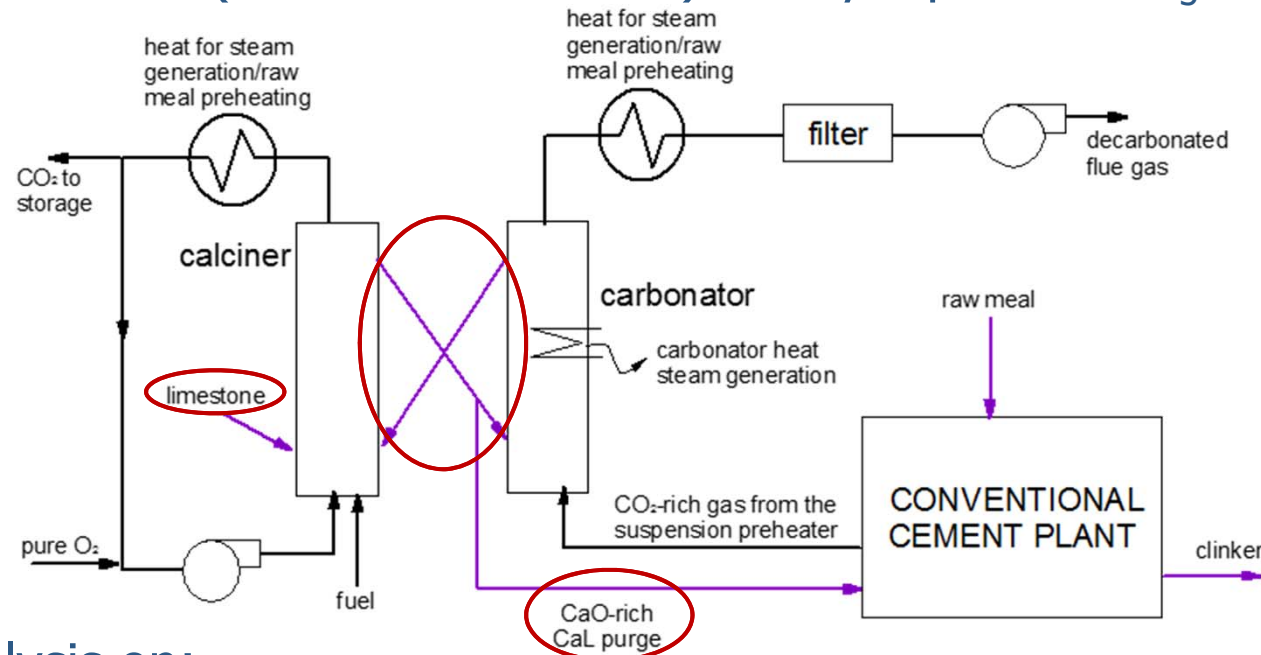 heat for steam
generation/raw
meal preheating
heat for steam
generation/raw
meal preheating
filter
decarbonated
flue gas
CO₂ to
storage
calciner
carbonator
raw meal
carbonator heat
steam generation
limestone
CO₂-rich gas from the
suspension preheater
CONVENTIONAL
CEMENT PLANT
pure O₂
clinker
fuel
CaO-rich
CaL purge